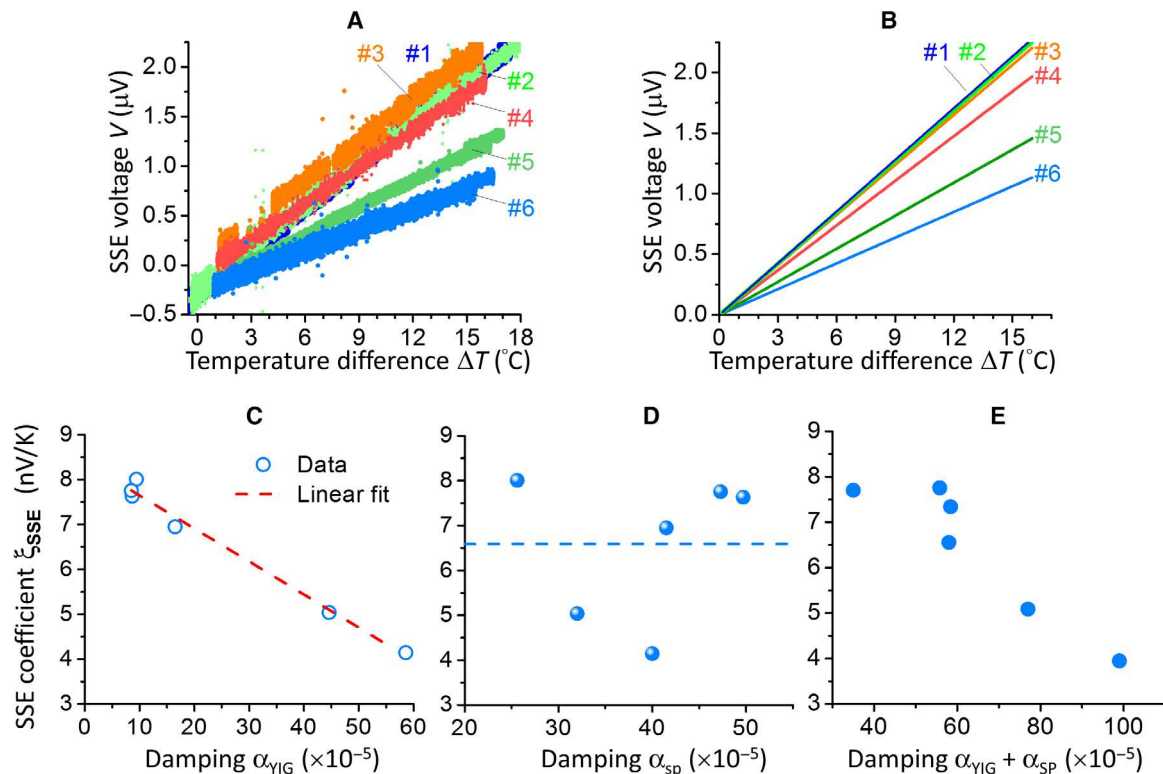 A
SSE voltage V (μV)
2.0
1.5
1.0
0.5
0.0
−0.5
#3
#1
#2
#4
#5
#6
0 3 6 9 12 15 18
Temperature difference ΔT (°C)
B
SSE voltage V (μV)
2.0
1.5
1.0
0.5
0.0
#1
#2
#3
#4
#5
#6
0 3 6 9 12 15
Temperature difference ΔT (°C)
C
SSE coefficient ξSSE (nV/K)
9
8
7
6
5
4
3
Data
Linear fit
0 10 20 30 40 50 60
Damping αYIG (×10−5)
D
9
8
7
6
5
4
3
20 30 40 50
Damping αsp (×10−5)
E
9
8
7
6
5
4
3
40 60 80 100
Damping αYIG + αSP (×10−5)